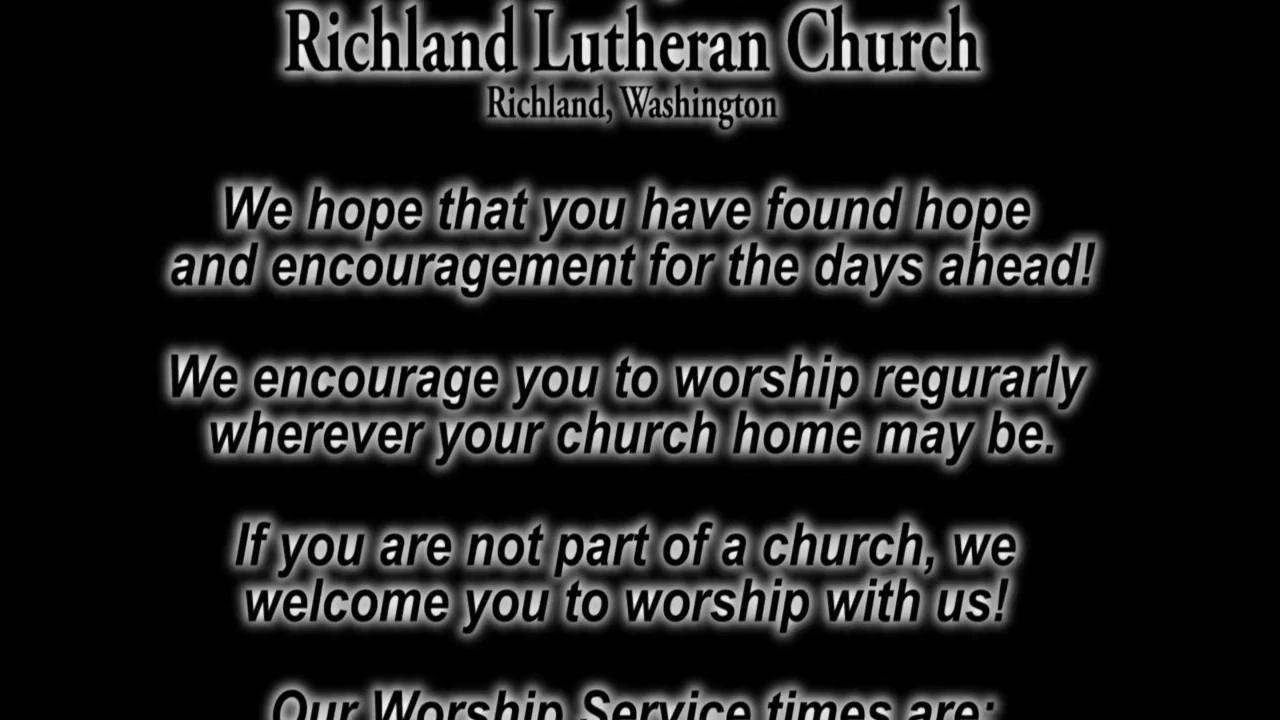 Richland Lutheran Church
Richland, Washington
We hope that you have found hope
and encouragement for the days ahead!
We encourage you to worship regurarly
wherever your church home may be.
If you are not part of a church, we
welcome you to worship with us!
Our Worship Service times are: